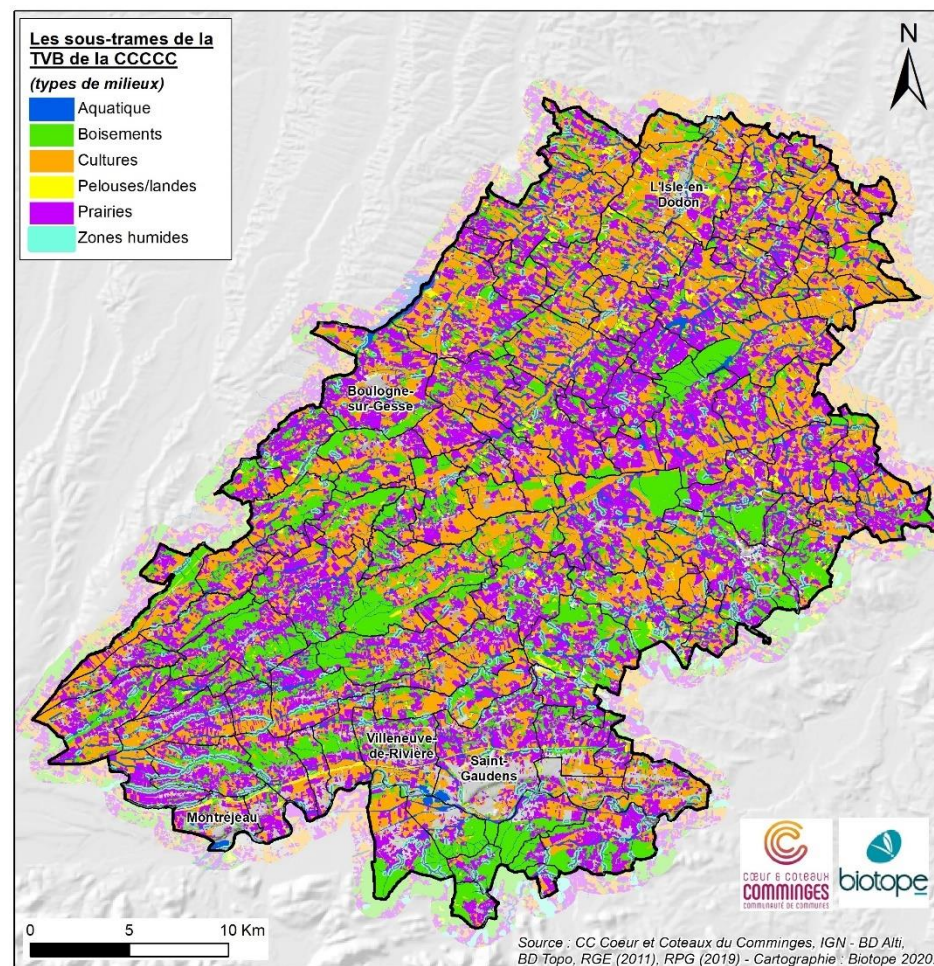 Les sous-trames de la
TVB de la CCCCC
(types de milieux)
Aquatique
Boisements
Cultures
Pelouses/landes
Prairies
Zones humides
N
L'Isle-en-
Dodon
Boulogne-
sur-Gesse
Villeneuve-
de-Rivière
Saint-
Gaudens
Montréjeau
cœur & coteaux
COMMINGES
COMMUNAUTÉ DE COMMUNES
biotope
0 5 10 Km
Source : CC Coeur et Coteaux du Comminges, IGN - BD Alti,
BD Topo, RGE (2011), RPG (2019) - Cartographie : Biotope 2020